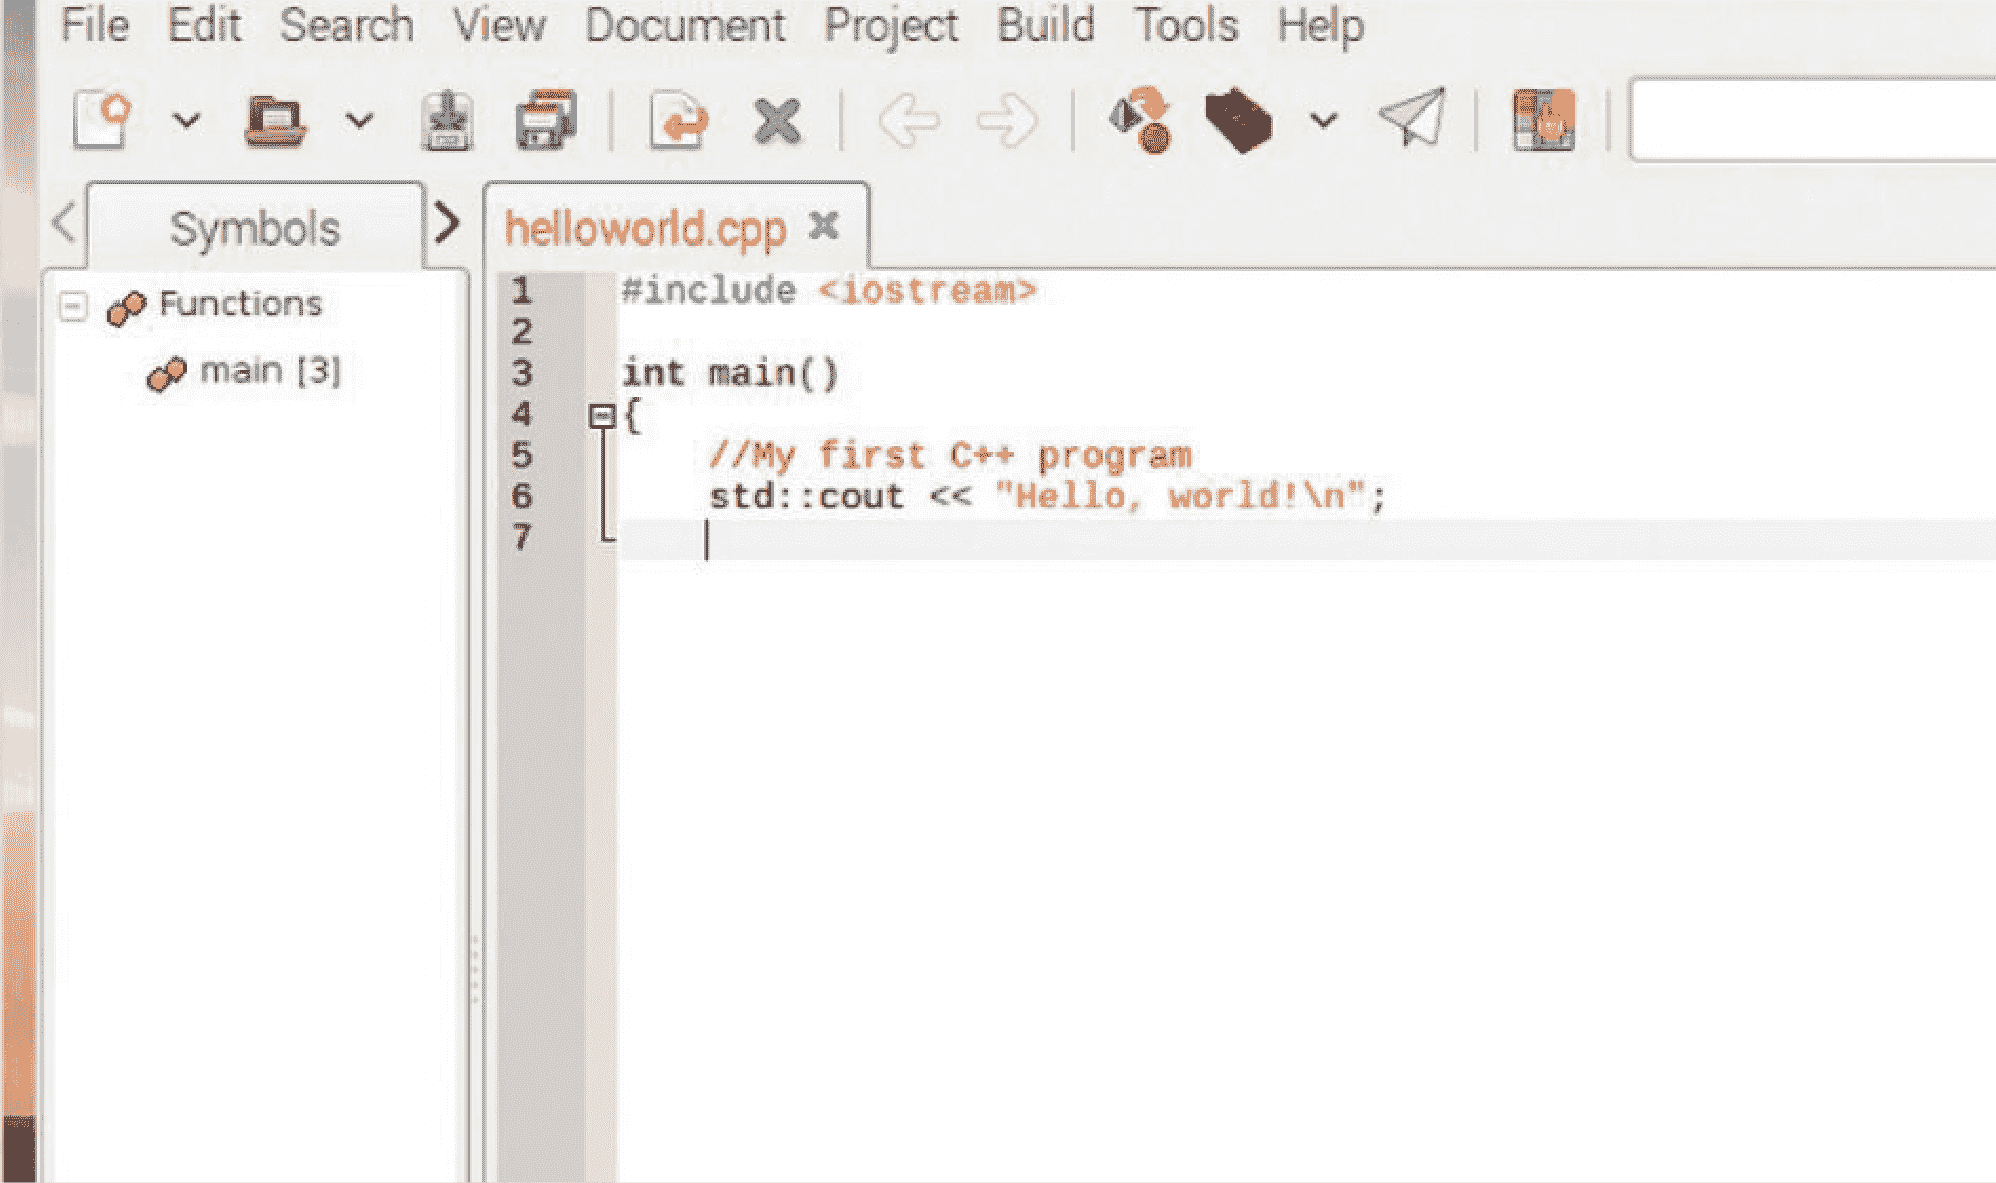 File Edit Search View Document Project Build Tools Help
Symbols
helloworld.cpp
Functions
main [3]
1 #include <iostream>
2
3 int main()
4 {
5 //My first C++ program
6 std::cout << "Hello, world!\n";
7